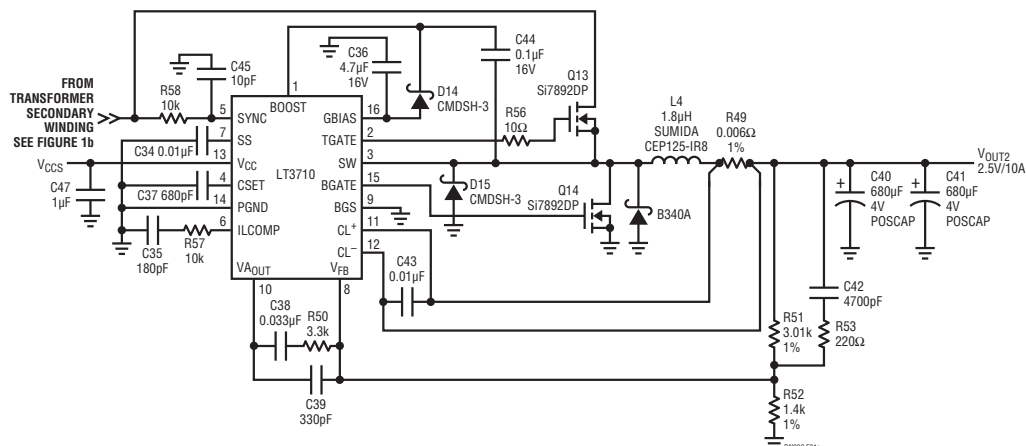 FROM
TRANSFORMER
SECONDARY
WINDING
SEE FIGURE 1b
R58
10k
C45
10pF
C36
4.7µF
16V
D14
CMDSH-3
C44
0.1µF
16V
Q13
Si7892DP
R56
10Ω
L4
1.8µH
SUMIDA
CEP125-IR8
R49
0.006Ω
1%
VOUT2
2.5V/10A
VCCS
C47
1µF
C34 0.01µF
C37 680pF
C35
180pF
R57
10k
1
BOOST
5
SYNC
7
SS
13
VCC
4
CSET
14
PGND
6
ILCOMP
LT3710
16
GBIAS
2
TGATE
3
SW
15
BGATE
9
BGS
11
CL+
12
CL–
VAOUT
10
VFB
8
D15
CMDSH-3
Q14
Si7892DP
B340A
C40
680µF
4V
POSCAP
C41
680µF
4V
POSCAP
C43
0.01µF
C42
4700pF
R53
220Ω
R51
3.01k
1%
R52
1.4k
1%
C38
0.033µF
R50
3.3k
C39
330pF